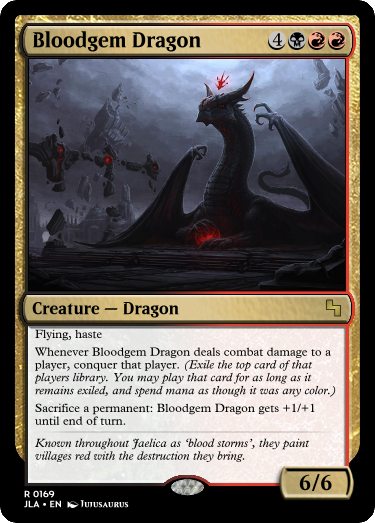 Bloodgem Dragon 4
Creature — Dragon
Flying, haste
Whenever Bloodgem Dragon deals combat damage to a
player, conquer that player. (Exile the top card of that
players library. You may play that card for as long as it
remains exiled, and spend mana as though it was any color.)
Sacrifice a permanent: Bloodgem Dragon gets +1/+1
until end of turn.
Known throughout Jaelica as ‘blood storms’, they paint
villages red with the destruction they bring.
6/6
R 0169
JLA • EN JUJUSAURUS